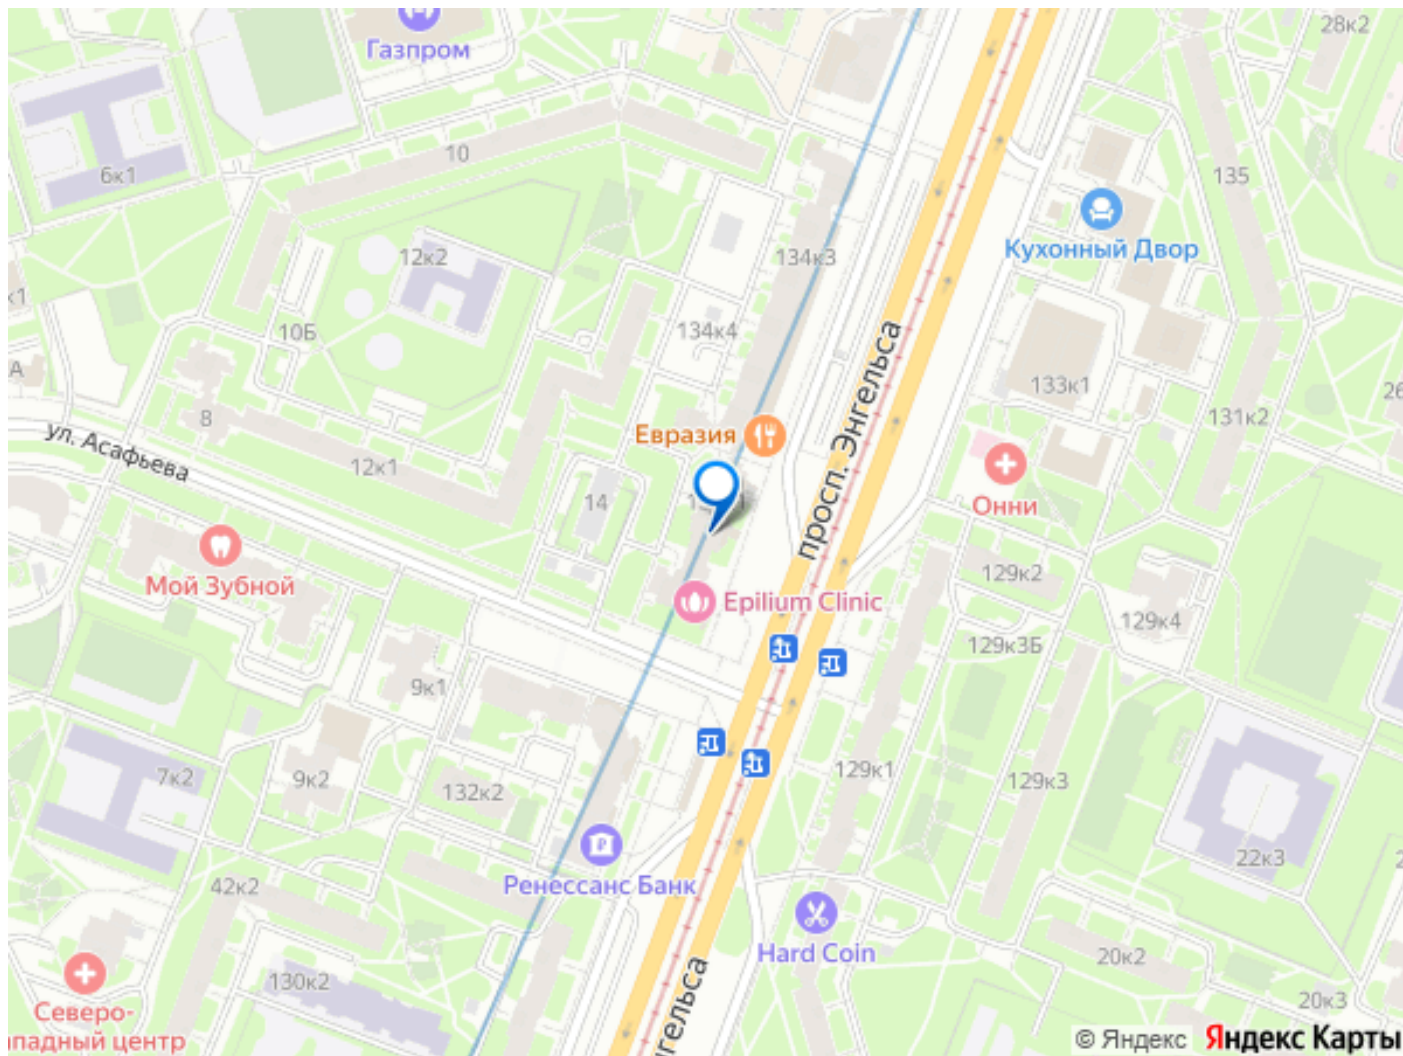 28к2
Газпром
10
6к1
135
Кухонный Двор
12к2
134к3
10Б
134к4
просп. Энгельса
133к1
А
8
131к2
Евразия
ул. Асафьева
12к1
14
Онни
Мой Зубной
129к2
Epilium Clinic
129к4
129к3Б
9к1
7к2
9к2
132к2
129к1
129к3
22к3
Ренессанс Банк
42к2
Hard Coin
20к2
130к2
Северо-
ападный центр
20к3
© Яндекс Яндекс Карты